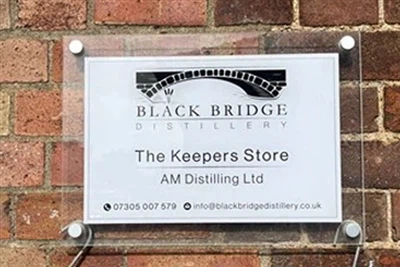 BLACK BRIDGE
DISTILLERY
The Keepers Store
AM Distilling Ltd
07305 007 579 info@blackbridgedistillery.co.uk